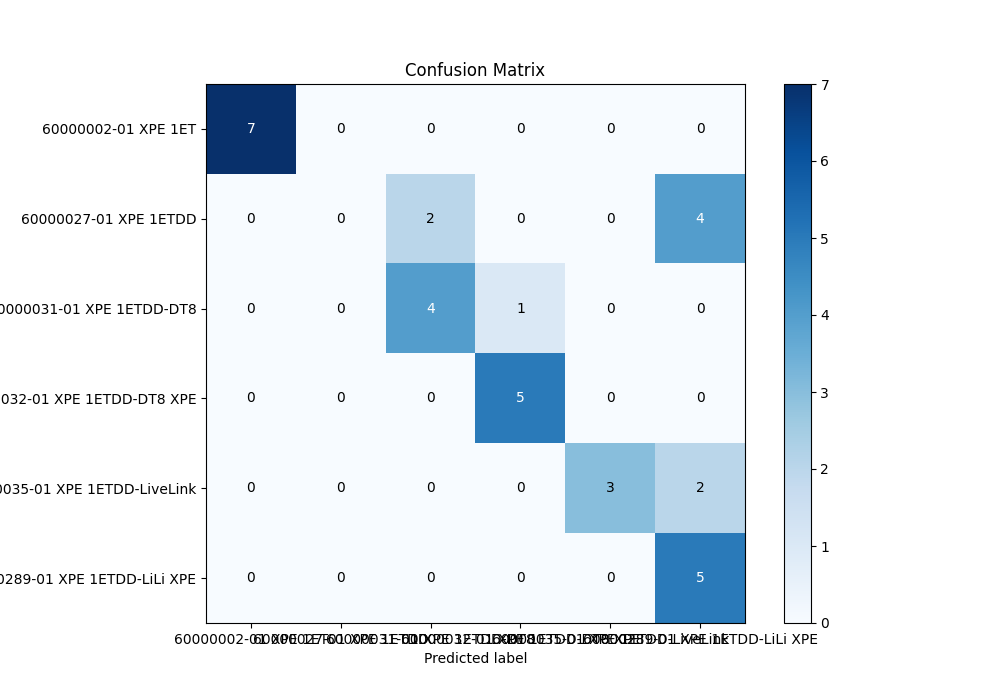 Confusion Matrix
60000002-01 XPE 1ET 7 0 0 0 0 0
60000027-01 XPE 1ETDD 0 0 2 0 0 4
0000031-01 XPE 1ETDD-DT8 0 0 4 1 0 0
032-01 XPE 1ETDD-DT8 XPE 0 0 0 5 0 0
0035-01 XPE 1ETDD-LiveLink 0 0 0 0 3 2
0289-01 XPE 1ETDD-LiLi XPE 0 0 0 0 0 5
7
6
5
4
3
2
1
0
60000002-01 XPE 1ETDD-LiLi XPE
Predicted label